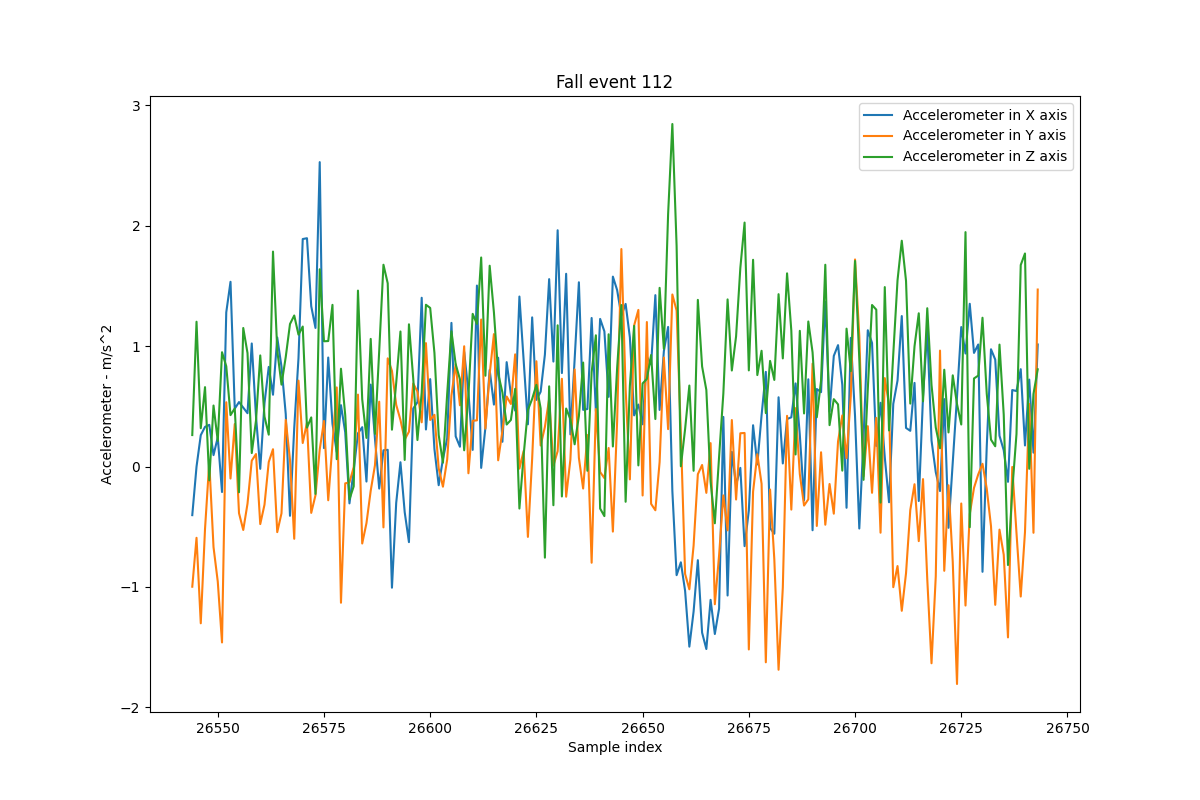 Fall event 112
Accelerometer in X axis
Accelerometer in Y axis
Accelerometer in Z axis
Accelerometer - m/s^2
3
2
1
0
−1
−2
26550 26575 26600 26625 26650 26675 26700 26725 26750
Sample index